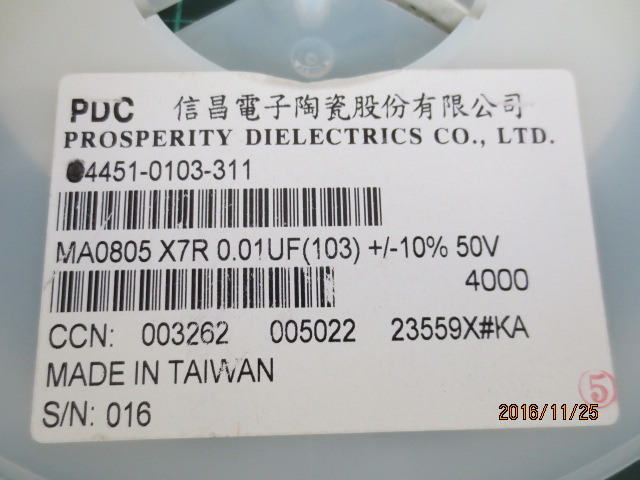 PDC 信昌電子陶瓷股份有限公司
PROSPERITY DIELECTRICS CO., LTD.
4451-0103-311
MA0805 X7R 0.01UF(103) +/-10% 50V
4000
CCN: 003262 005022 23559X#KA
MADE IN TAIWAN
S/N: 016
5
2016/11/25